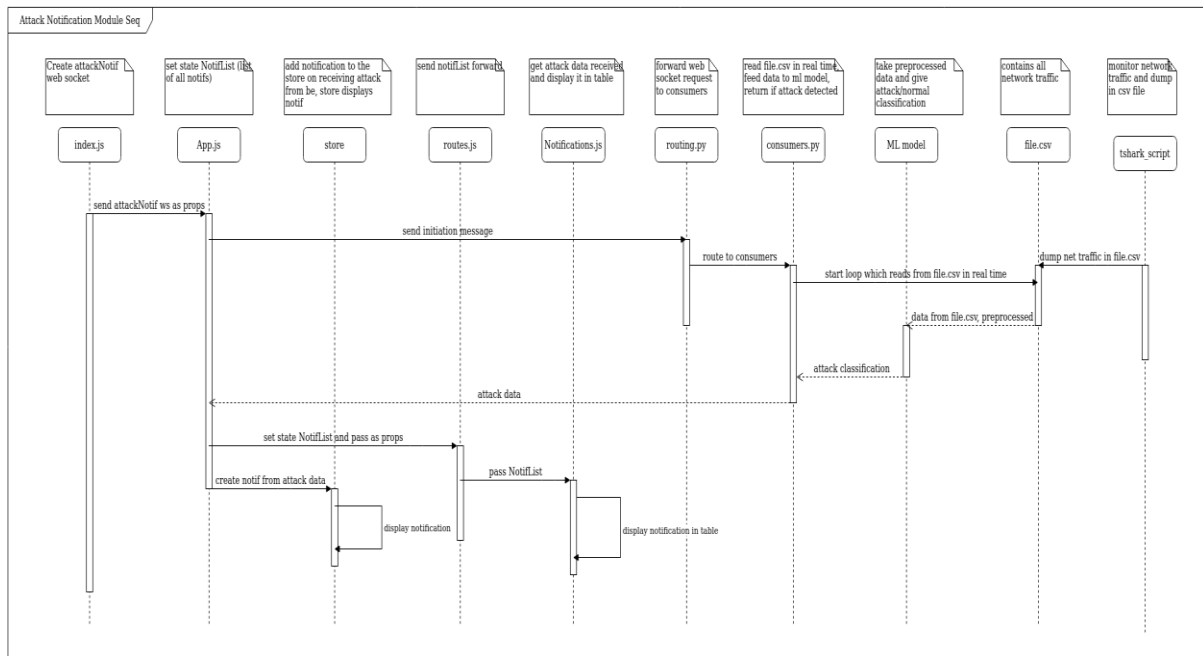 Attack Notification Module Seq
Create attackNotif
web socket
set state NotifList (list
of all notifs)
add notification to the
store on receiving attack
from be, store displays
notif
send notifList forward
get attack data received
and display it in table
forward web
socket request
to consumers
read file.csv in real time,
feed data to ml model,
return if attack detected
take preprocessed
data and give
attack/normal
classification
contains all
network traffic
monitor network
traffic and dump
in csv file
index.js
App.js
store
routes.js
Notifications.js
routing.py
consumers.py
ML model
file.csv
tshark_script
send attackNotif ws as props
send initiation message
route to consumers
dump net traffic in file.csv
start loop which reads from file.csv in real time
data from file.csv, preprocessed
attack classification
attack data
set state NotifList and pass as props
pass NotifList
create notif from attack data
display notification
display notification in table